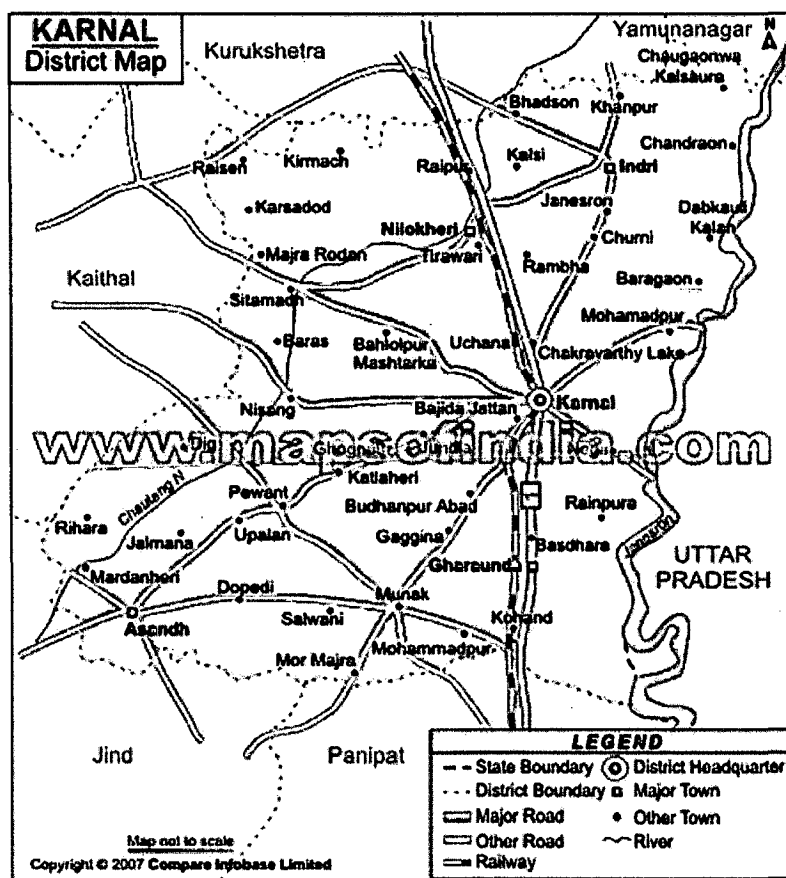 KARNAL
District Map
Kurukshetra
Yamunanagar
N
Chaugaonwa
Kalsaura
Bhadson
Khanpur
Chandraon
Raisen
Kirmach
Raipur
Kalsi
Indri
Karsadod
Janesron
Dabkauli
Kalan
Nilokheri
Churni
Majra Rodan
Tirawari
Rambha
Kaithal
Baragaon
Sitamadh
Mohamadpur
Baras
Bahlolpur
Mashtarka
Uchana
Chakravarthy Lake
Nisang
Bajida Jattan
Karnal
www.mapsofindia.com
Dig
Katlaheri
Chautang N
Pewant
Budhanpur Abad
Rainpura
Rihara
Jalmana
Upalan
Gaggina
Basdhara
UTTAR
PRADESH
Mardanheri
Gharaund
Dopedi
Munak
Asandh
Salwani
Kohand
Mohammadpur
Mor Majra
Jind
Panipat
LEGEND
State Boundary
District Headquarter
District Boundary
Major Town
Major Road
Other Town
Other Road
River
Railway
Map not to scale
Copyright © 2007 Compare Infobase Limited